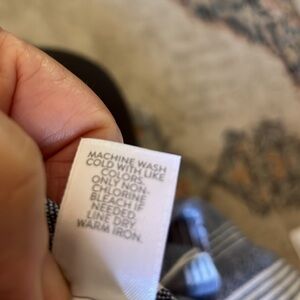 MACHINE WASH
COLD WITH LIKE
COLORS.
ONLY NON-
CHLORINE
BLEACH IF
NEEDED.
LINE DRY.
WARM IRON.